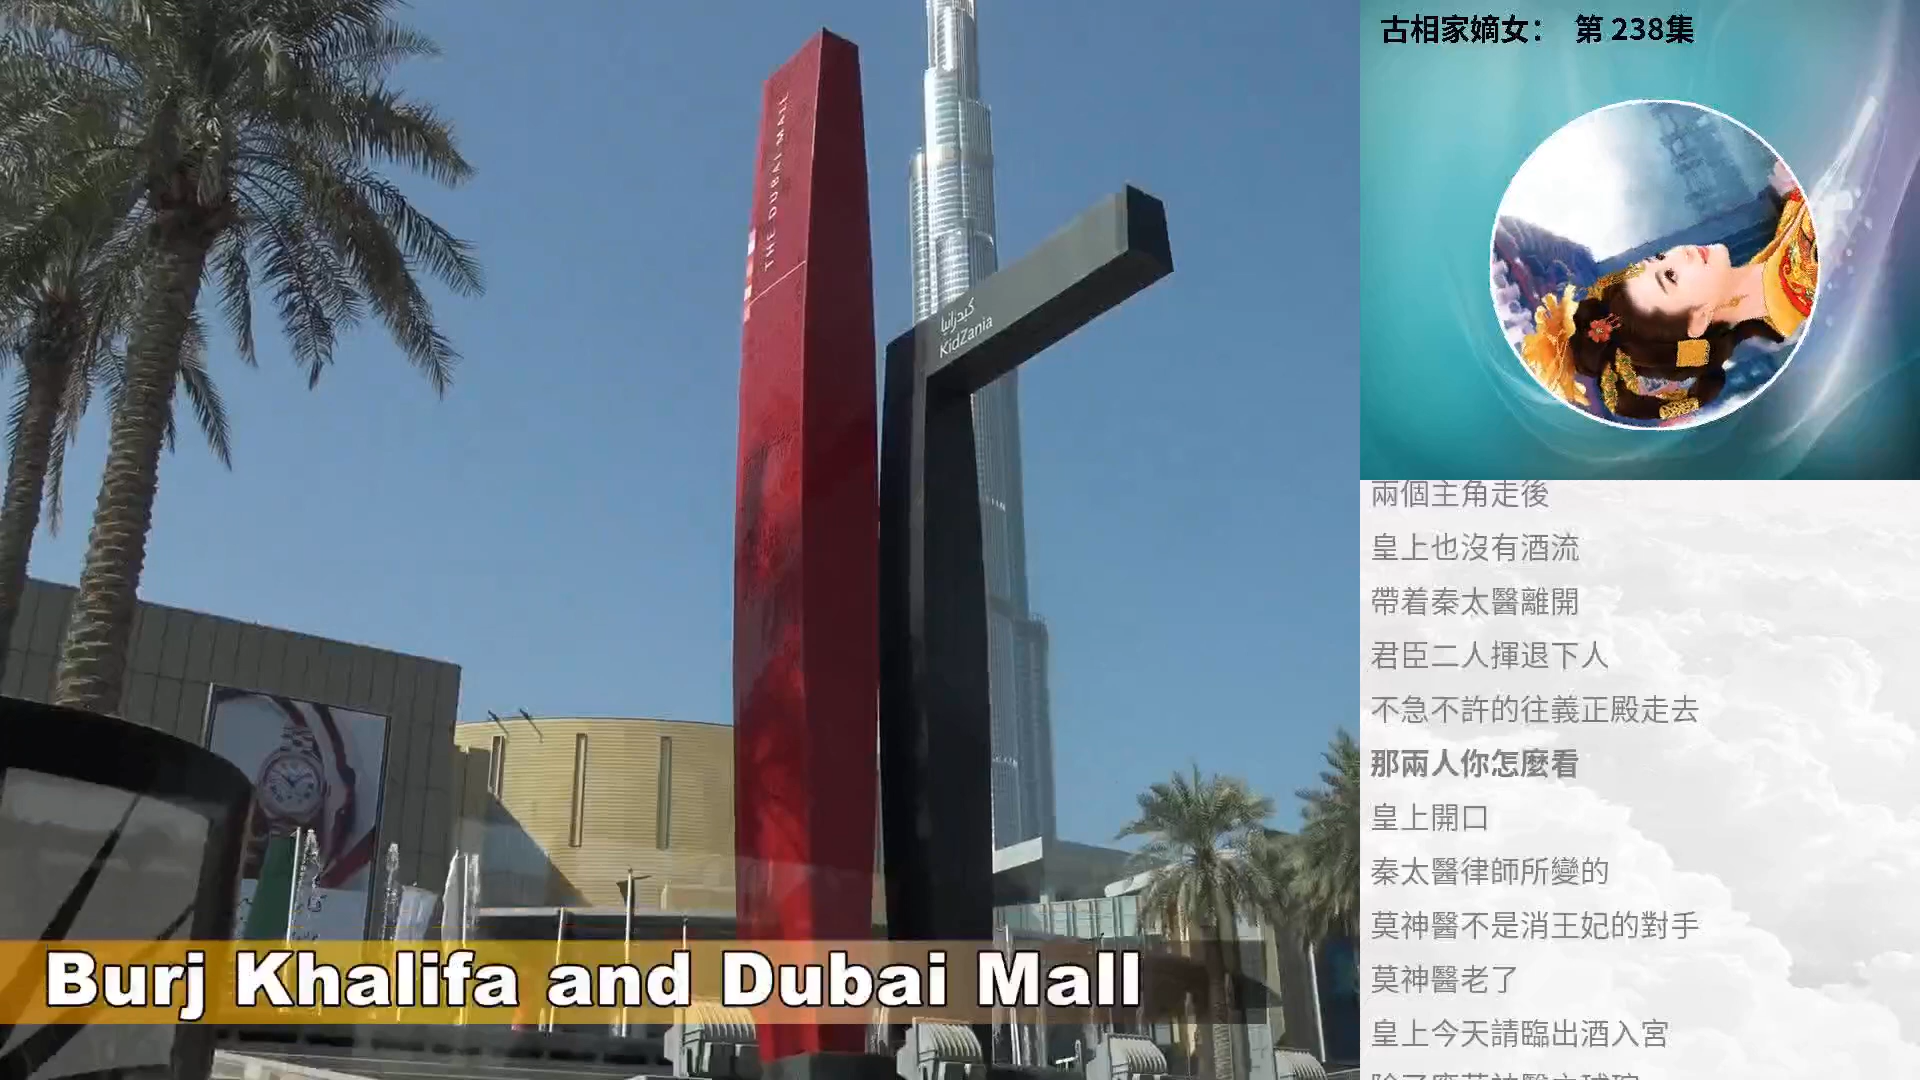 THE DUBAI MALL
كيدزانيا
KidZania
Burj Khalifa and Dubai Mall
古相家嫡女： 第 238集
兩個主角走後
皇上也沒有酒流
帶着秦太醫離開
君臣二人揮退下人
不急不許的往義正殿走去
那兩人你怎麼看
皇上開口
秦太醫律師所變的
莫神醫不是消王妃的對手
莫神醫老了
皇上今天請臨出酒入宮